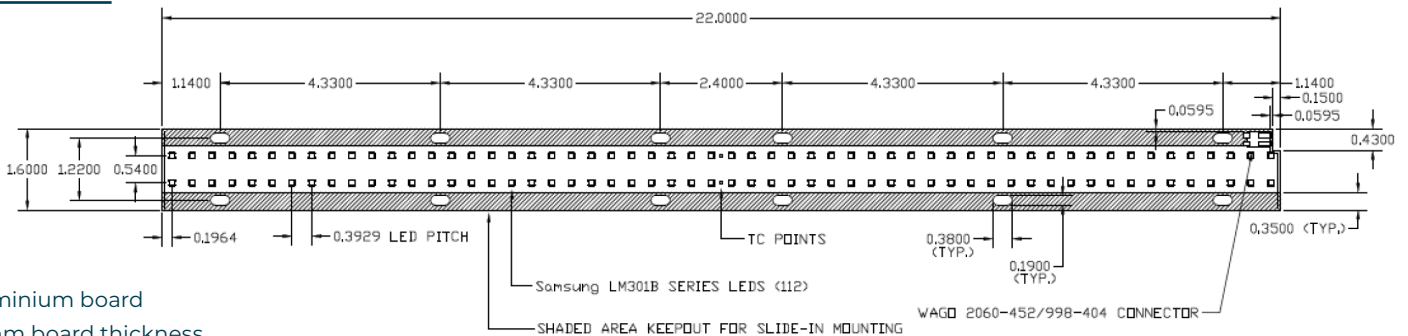 22.0000
1.1400 4.3300 4.3300 2.4000 4.3300 4.3300 1.1400
0.1500
0.0595 0.0595
0.4300
1.6000 1.2200 0.5400
0.1964 0.3929 LED PITCH
TC POINTS
0.3800
(TYP.)
0.1900
(TYP.)
0.3500 (TYP.)
Samsung LM301B SERIES LEDS (112)
WAGO 2060-452/998-404 CONNECTOR
SHADED AREA KEEPOUT FOR SLIDE-IN MOUNTING
minium board
m board thickness